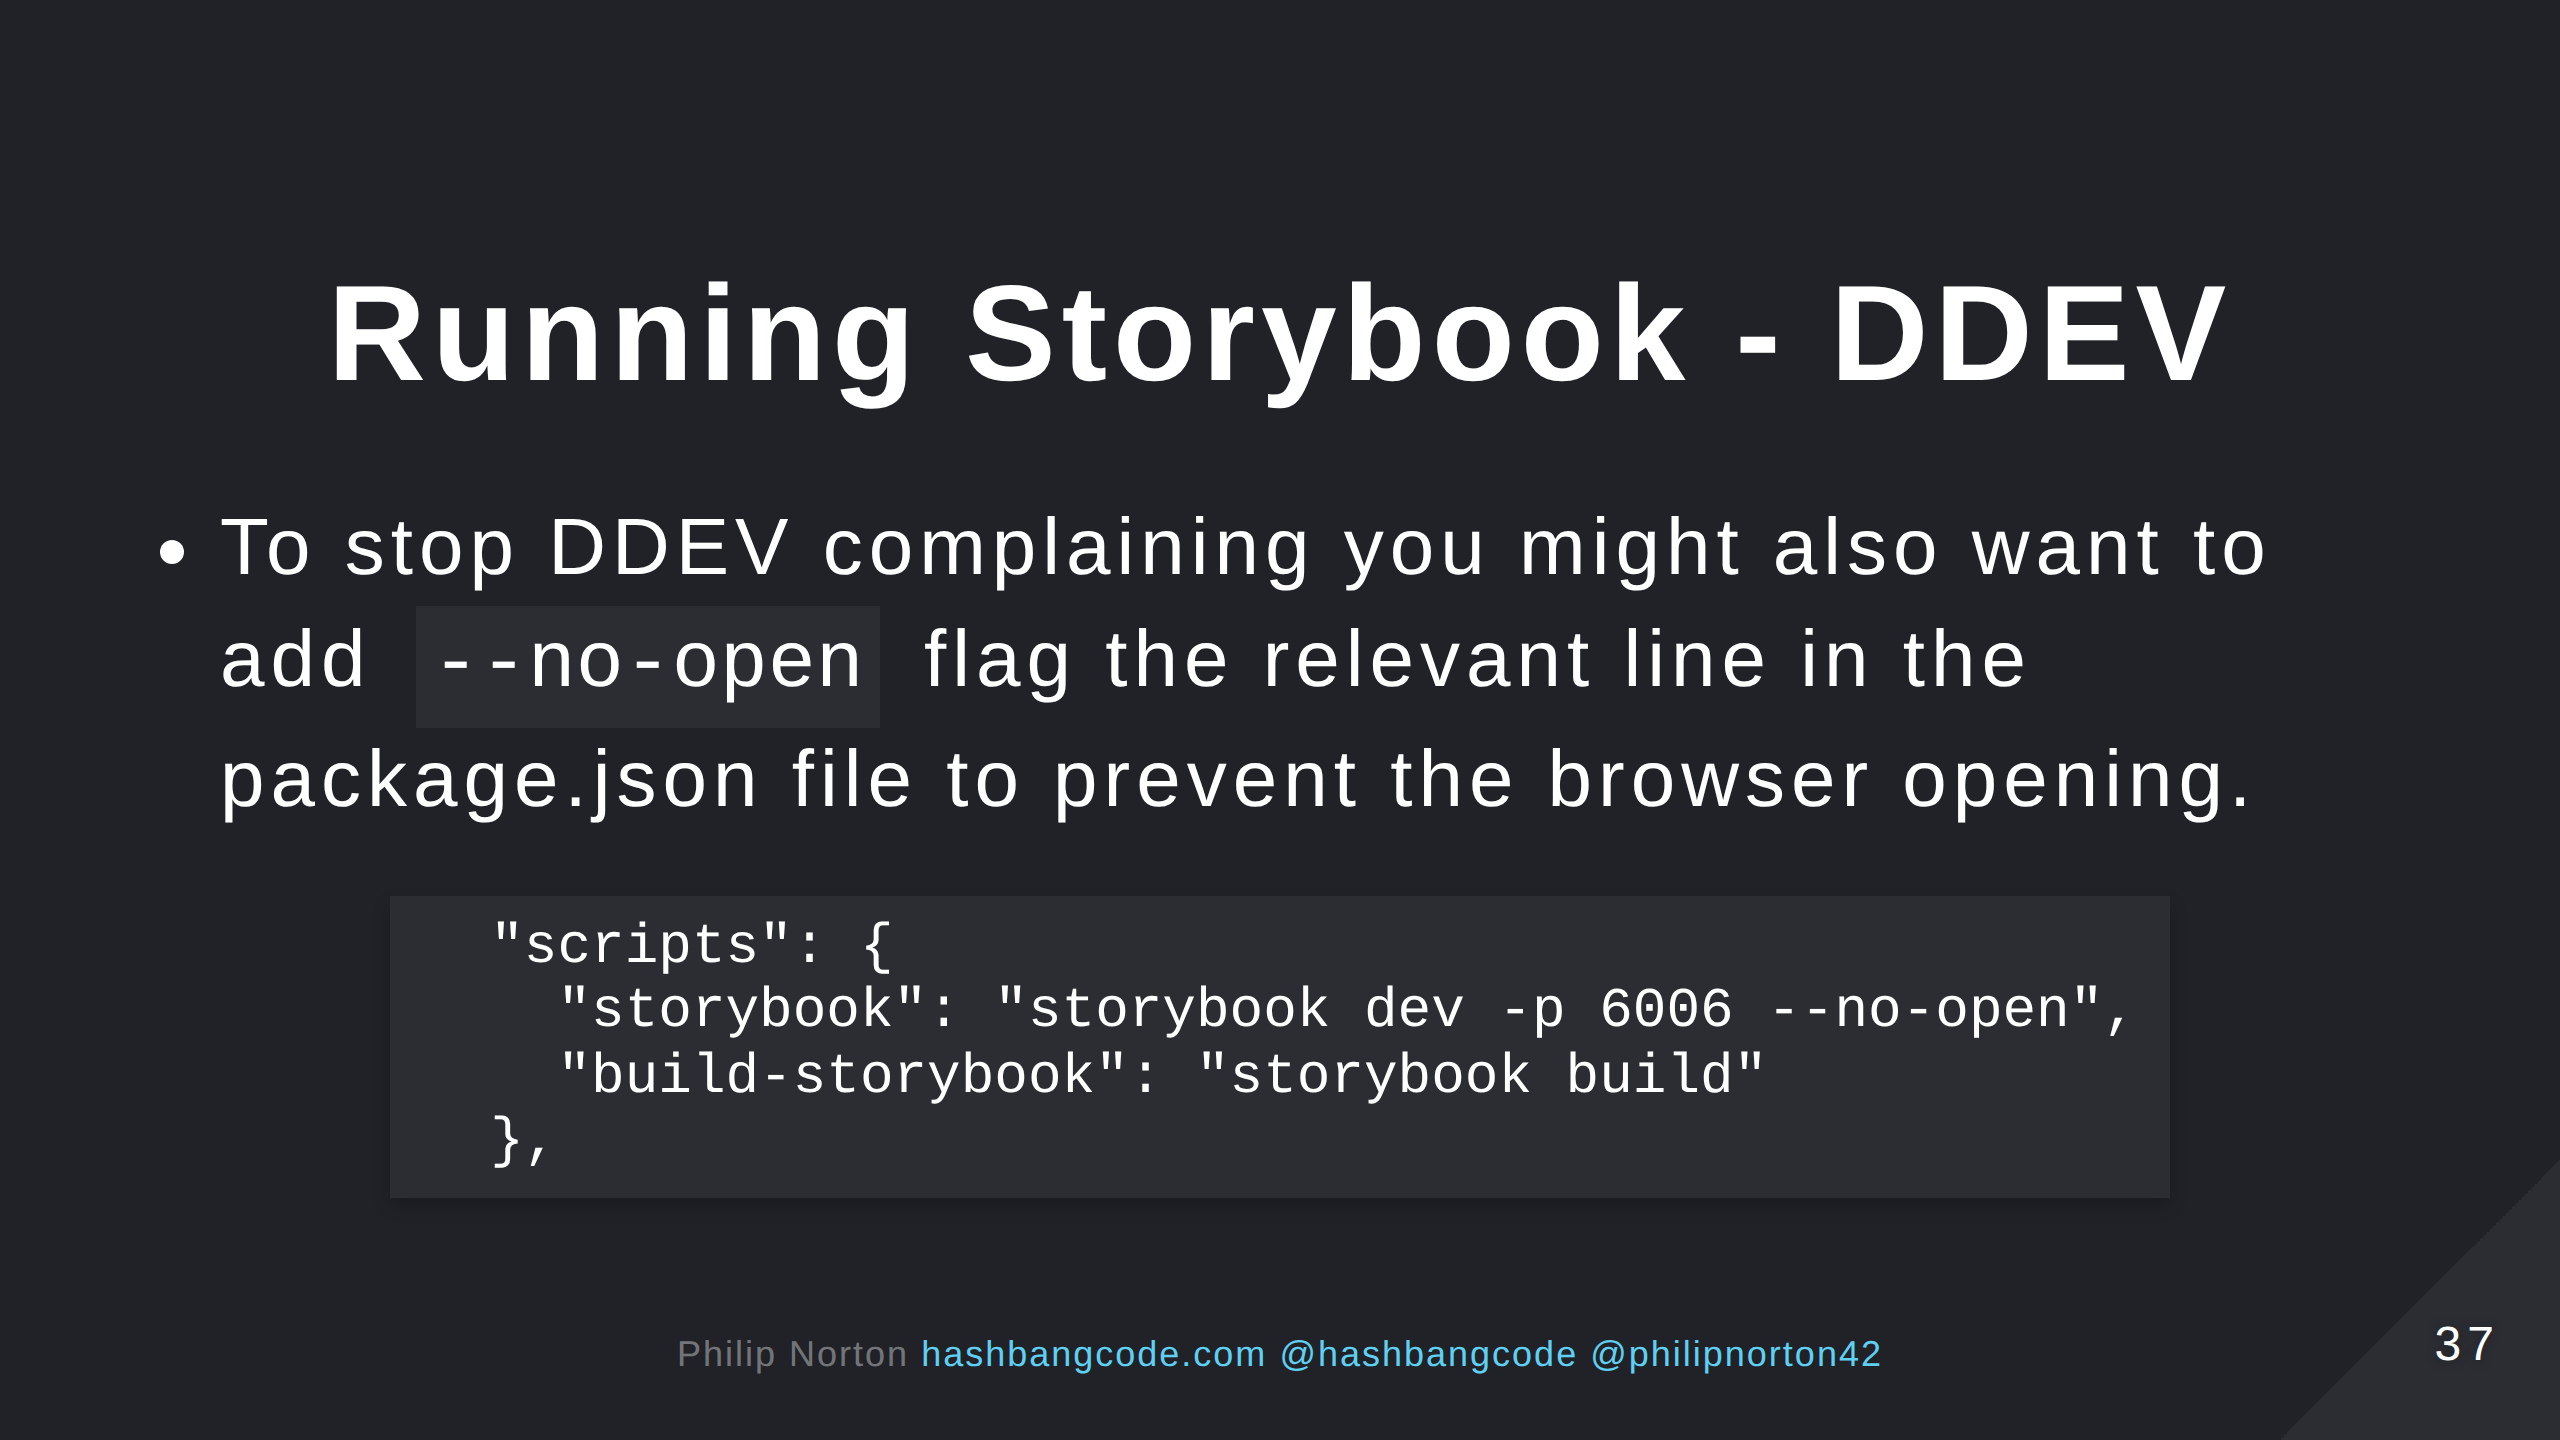 Running Storybook - DDEV
• To stop DDEV complaining you might also want to
add --no-open flag the relevant line in the
package.json file to prevent the browser opening.
"scripts": {
  "storybook": "storybook dev -p 6006 --no-open",
  "build-storybook": "storybook build"
},
Philip Norton hashbangcode.com @hashbangcode @philipnorton42
37